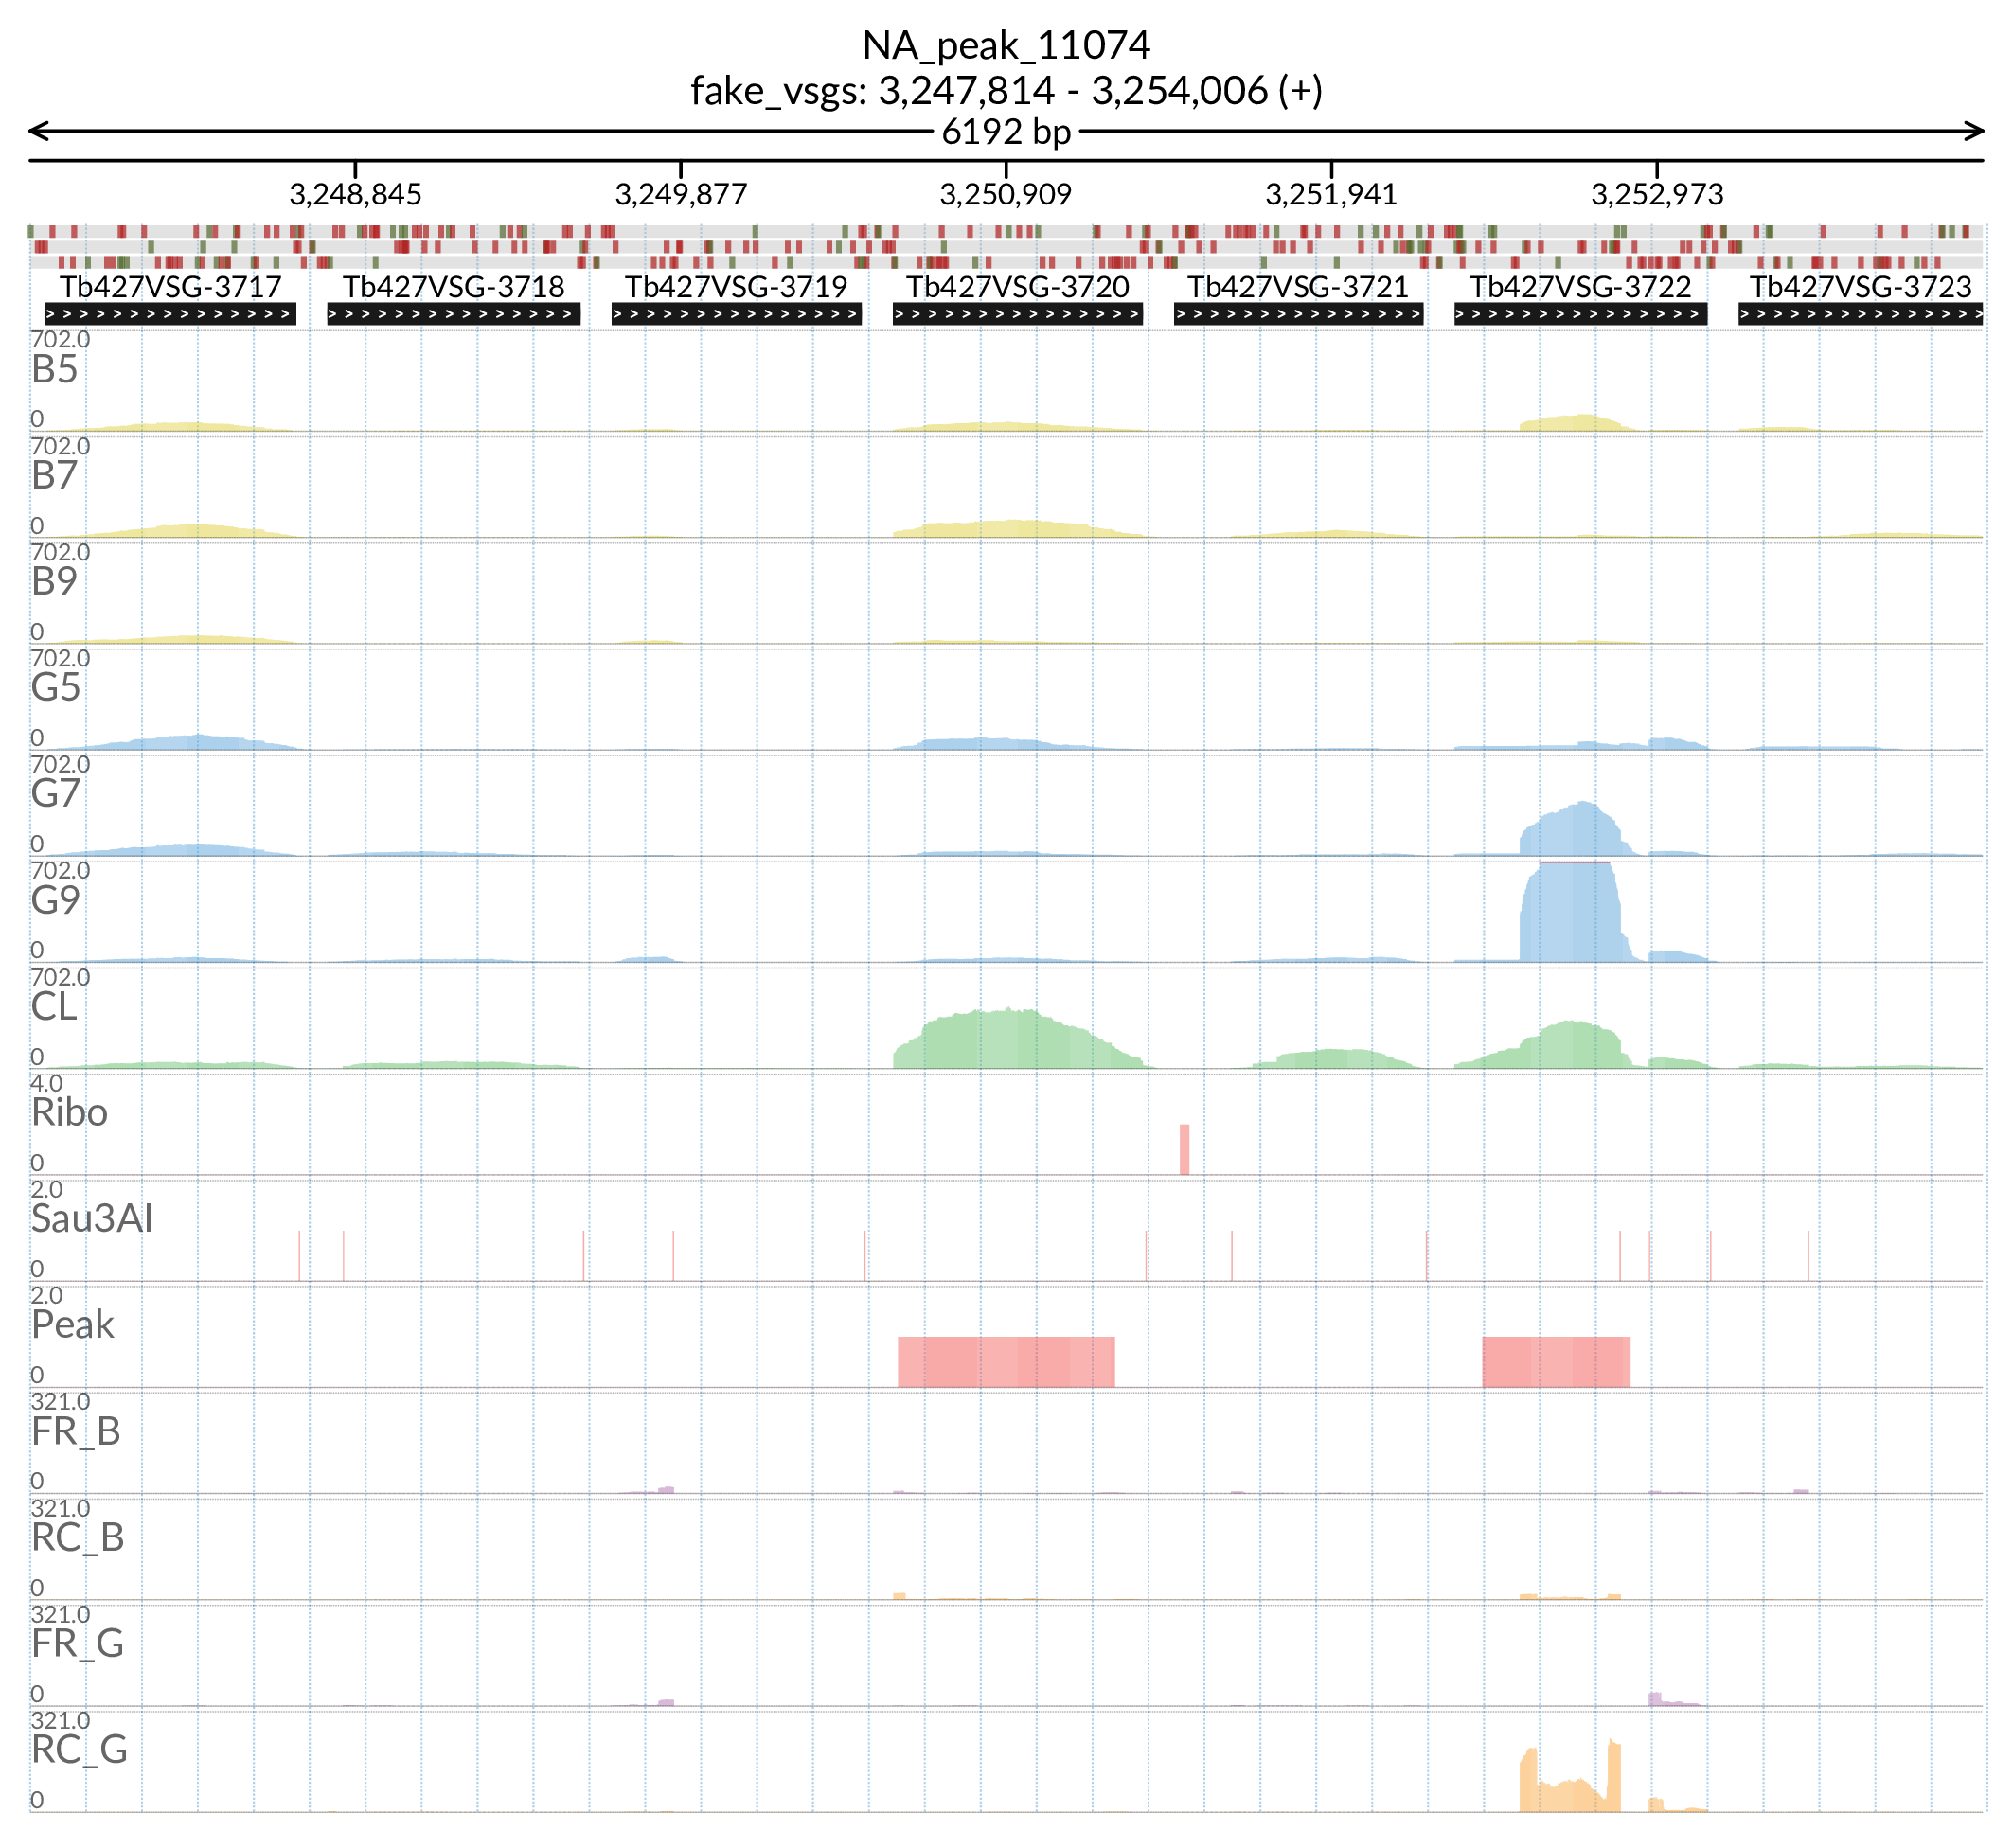 NA_peak_11074
fake_vsgs: 3,247,814 - 3,254,006 (+)
6192 bp
3,248,845 3,249,877 3,250,909 3,251,941 3,252,973
Tb427VSG-3717 Tb427VSG-3718 Tb427VSG-3719 Tb427VSG-3720 Tb427VSG-3721 Tb427VSG-3722 Tb427VSG-3723
702.0
B5
0
702.0
B7
0
702.0
B9
0
702.0
G5
0
702.0
G7
0
702.0
G9
0
702.0
CL
0
4.0
Ribo
0
2.0
Sau3AI
0
2.0
Peak
0
321.0
FR_B
0
321.0
RC_B
0
321.0
FR_G
0
321.0
RC_G
0